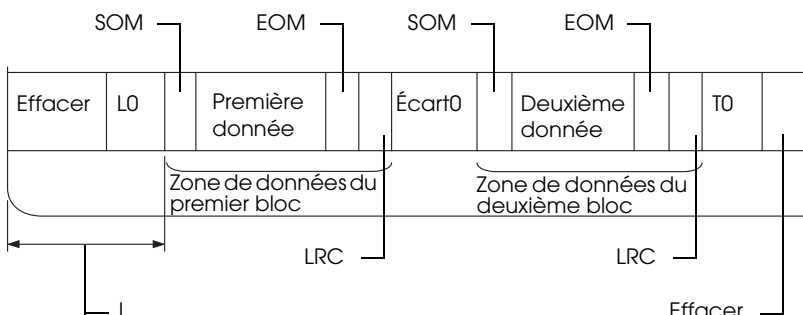 SOM EOM SOM EOM
Effacer L0 Première donnée Écart0 Deuxième donnée T0
Zone de données du premier bloc
Zone de données du deuxième bloc
LRC LRC
L Effacer